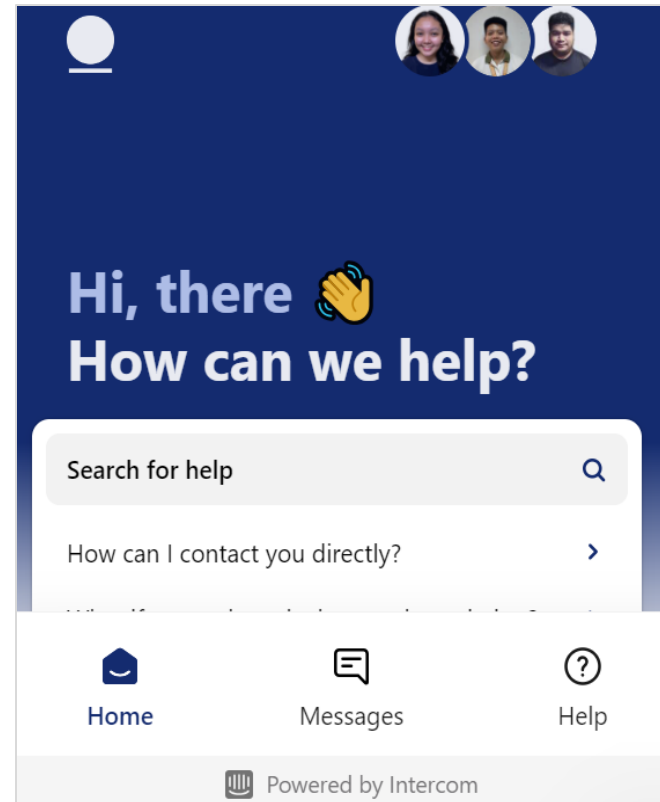 Hi, there 👋
How can we help?
Search for help
How can I contact you directly?
Home
Messages
Help
Powered by Intercom